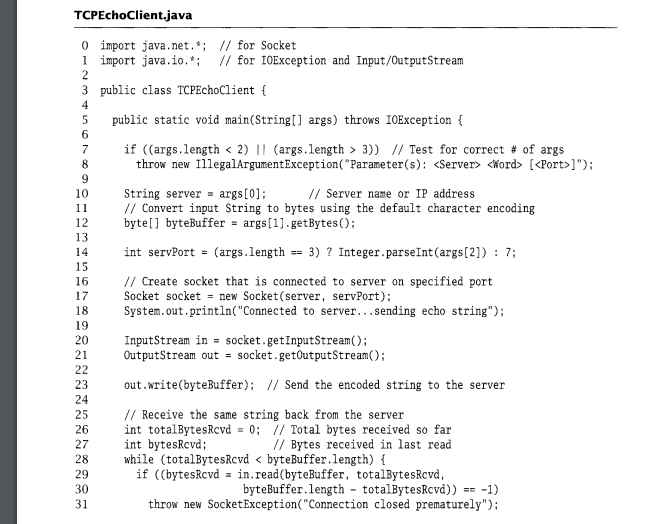 TCPEchoClient.java
0 import java.net.*;  // for Socket
1 import java.io.*;   // for IOException and Input/OutputStream
2
3 public class TCPEchoClient {
4
5   public static void main(String[] args) throws IOException {
6
7     if ((args.length < 2) || (args.length > 3))  // Test for correct # of args
8       throw new IllegalArgumentException("Parameter(s): <Server> <Word> [<Port>]");
9
10     String server = args[0];       // Server name or IP address
11     // Convert input String to bytes using the default character encoding
12     byte[] byteBuffer = args[1].getBytes();
13
14     int servPort = (args.length == 3) ? Integer.parseInt(args[2]) : 7;
15
16     // Create socket that is connected to server on specified port
17     Socket socket = new Socket(server, servPort);
18     System.out.println("Connected to server...sending echo string");
19
20     InputStream in = socket.getInputStream();
21     OutputStream out = socket.getOutputStream();
22
23     out.write(byteBuffer);  // Send the encoded string to the server
24
25     // Receive the same string back from the server
26     int totalBytesRcvd = 0;  // Total bytes received so far
27     int bytesRcvd;           // Bytes received in last read
28     while (totalBytesRcvd < byteBuffer.length) {
29       if ((bytesRcvd = in.read(byteBuffer, totalBytesRcvd,
30                         byteBuffer.length - totalBytesRcvd)) == -1)
31         throw new SocketException("Connection closed prematurely");